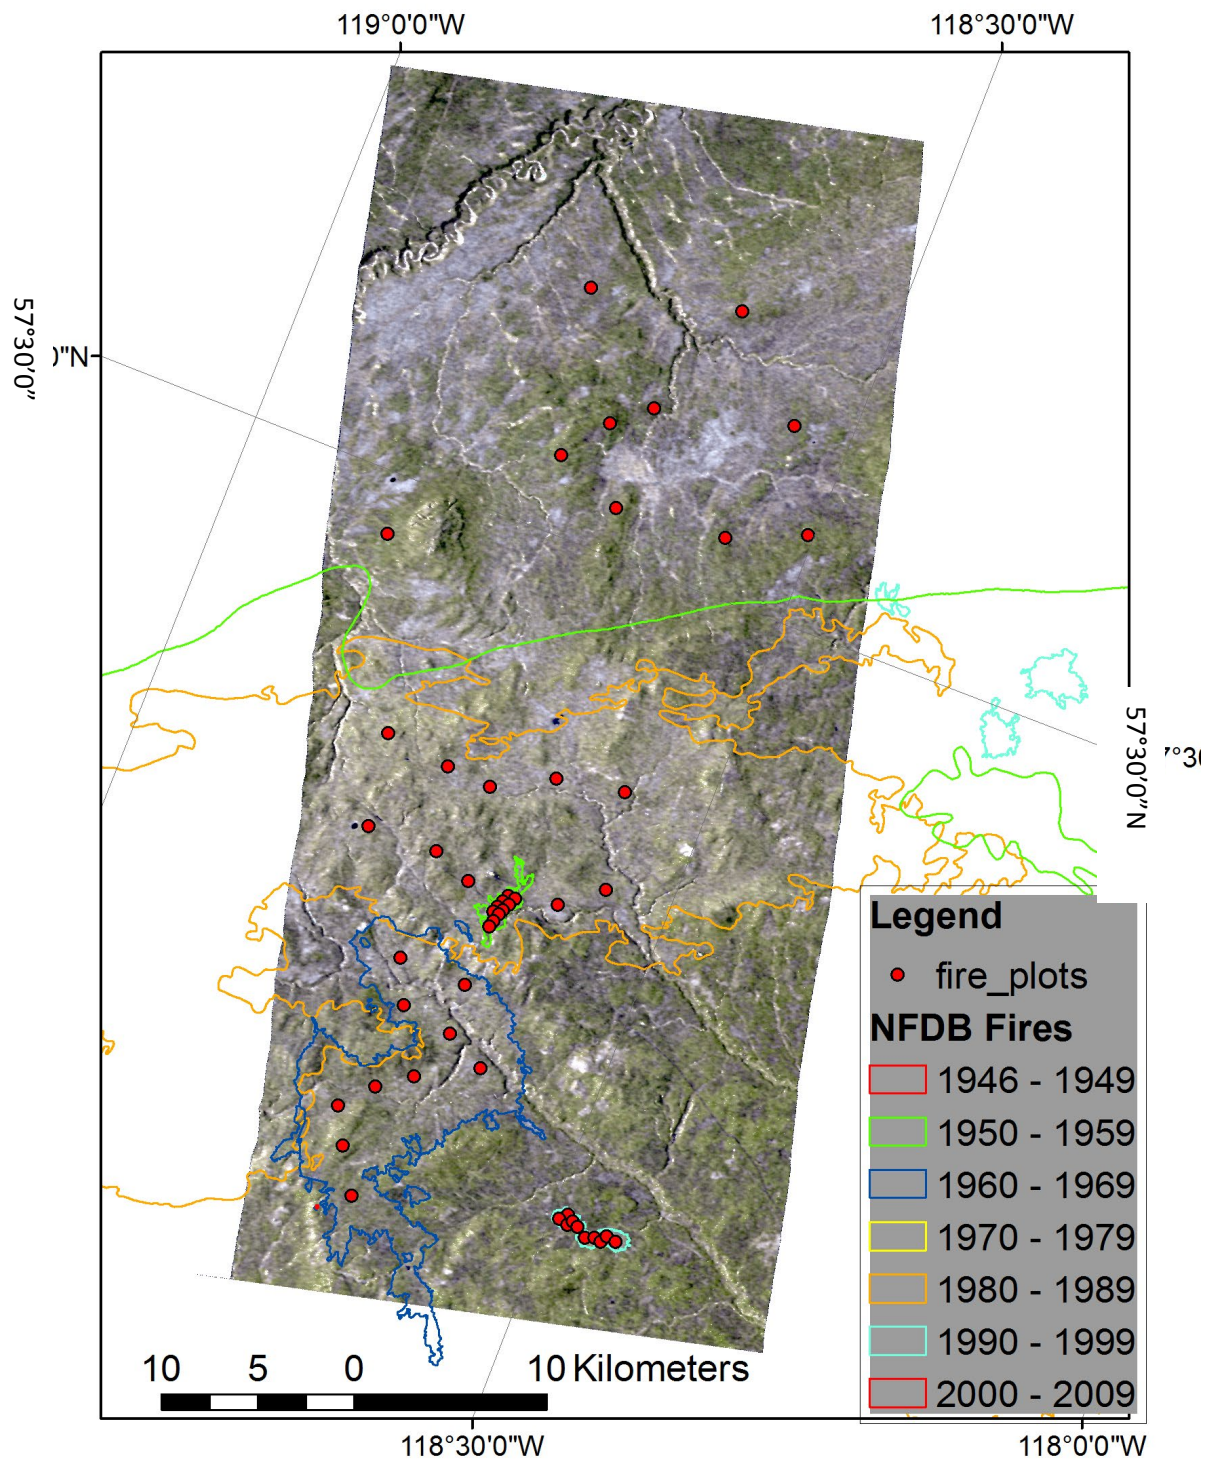 119°0'0"W
118°30'0"W
57°30'0"
)"N
57°30'0"N
7°30
Legend
fire_plots
NFDB Fires
1946 - 1949
1950 - 1959
1960 - 1969
1970 - 1979
1980 - 1989
1990 - 1999
2000 - 2009
10 5 0 10 Kilometers
118°30'0"W
118°0'0"W